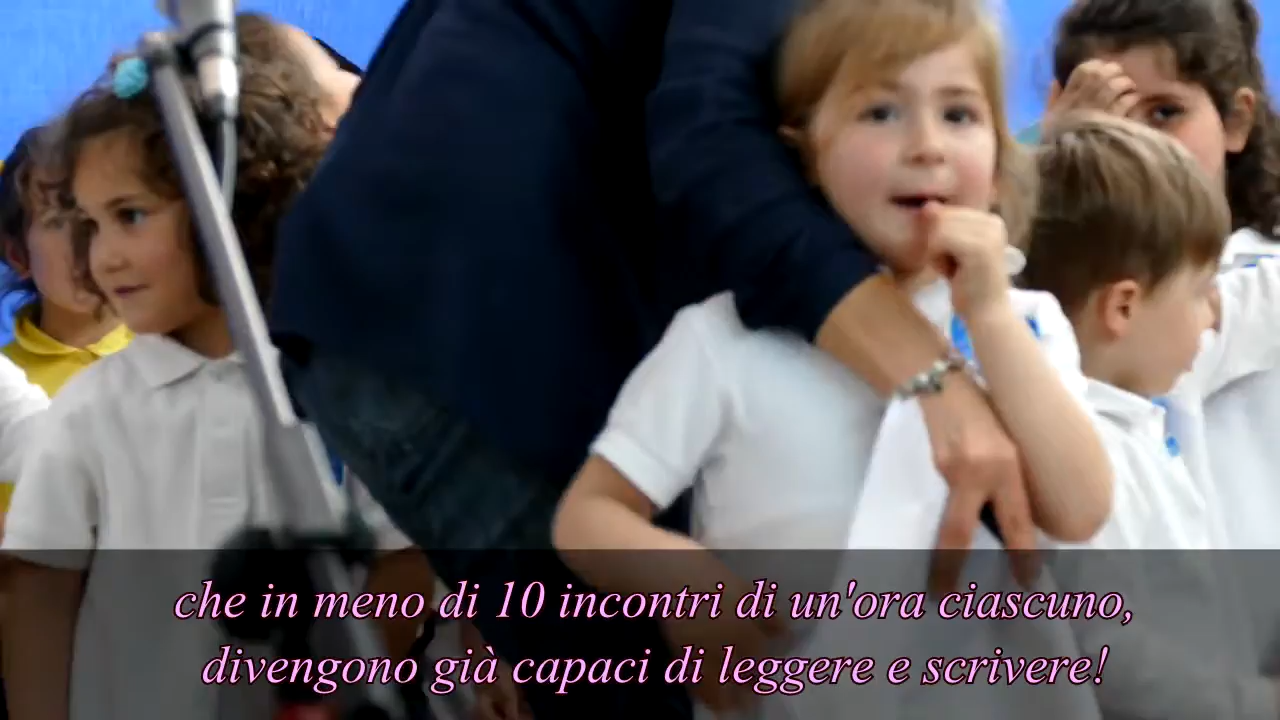 che in meno di 10 incontri di un'ora ciascuno,
divengono già capaci di leggere e scrivere!